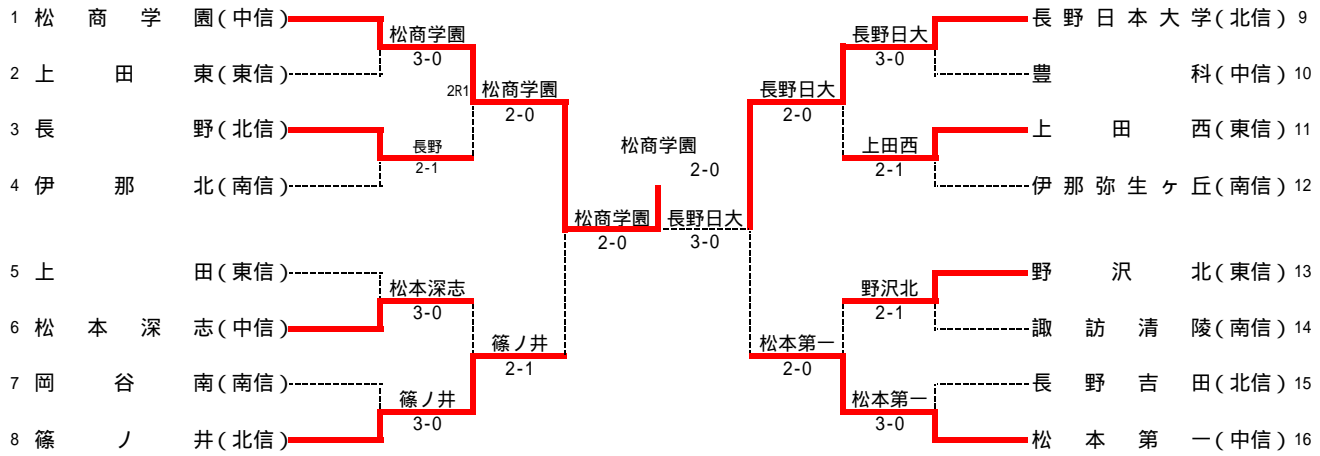 1 松商学園(中信)
2 上田東(東信)
3 長野(北信)
4 伊那北(南信)
5 上田(東信)
6 松本深志(中信)
7 岡谷南(南信)
8 篠ノ井(北信)
松商学園
3-0
長野
2-1
松本深志
3-0
篠ノ井
3-0
2R1 松商学園
2-0
篠ノ井
2-1
松商学園
2-0
松商学園
2-0
長野日大
3-0
長野日大
2-0
松本第一
2-0
長野日大
3-0
上田西
2-1
野沢北
2-1
松本第一
3-0
長野日本大学(北信) 9
豊科(中信) 10
上田西(東信) 11
伊那弥生ヶ丘(南信) 12
野沢北(東信) 13
諏訪清陵(南信) 14
長野吉田(北信) 15
松本第一(中信) 16